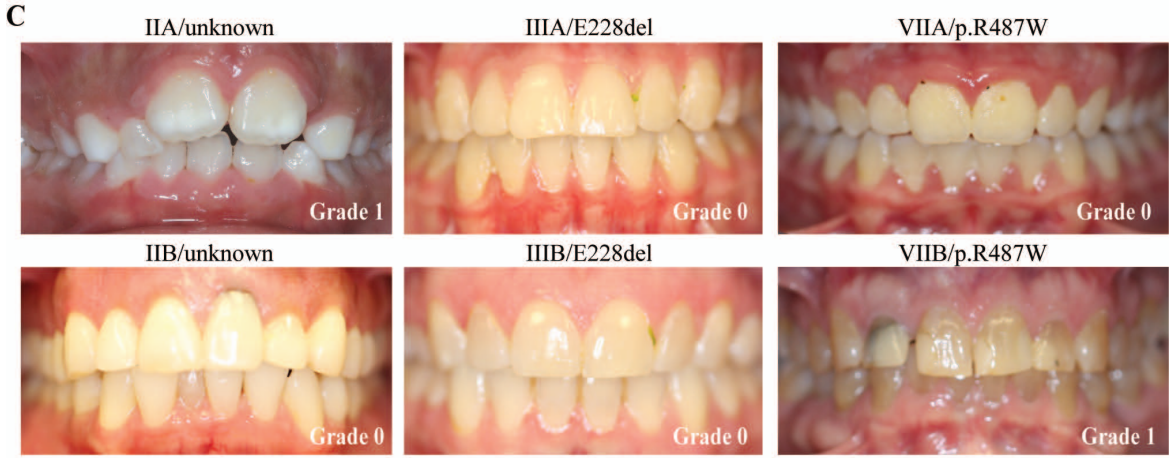 C
IIA/unknown
IIIA/E228del
VIIA/p.R487W
Grade 1
Grade 0
Grade 0
IIB/unknown
IIIB/E228del
VIIB/p.R487W
Grade 0
Grade 0
Grade 1